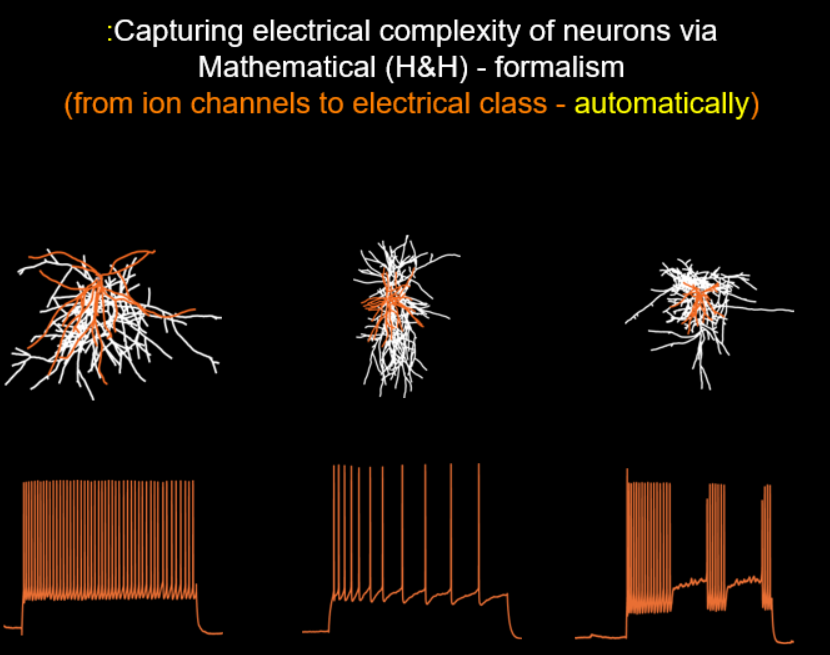 :Capturing electrical complexity of neurons via
Mathematical (H&H) - formalism
(from ion channels to electrical class - automatically)